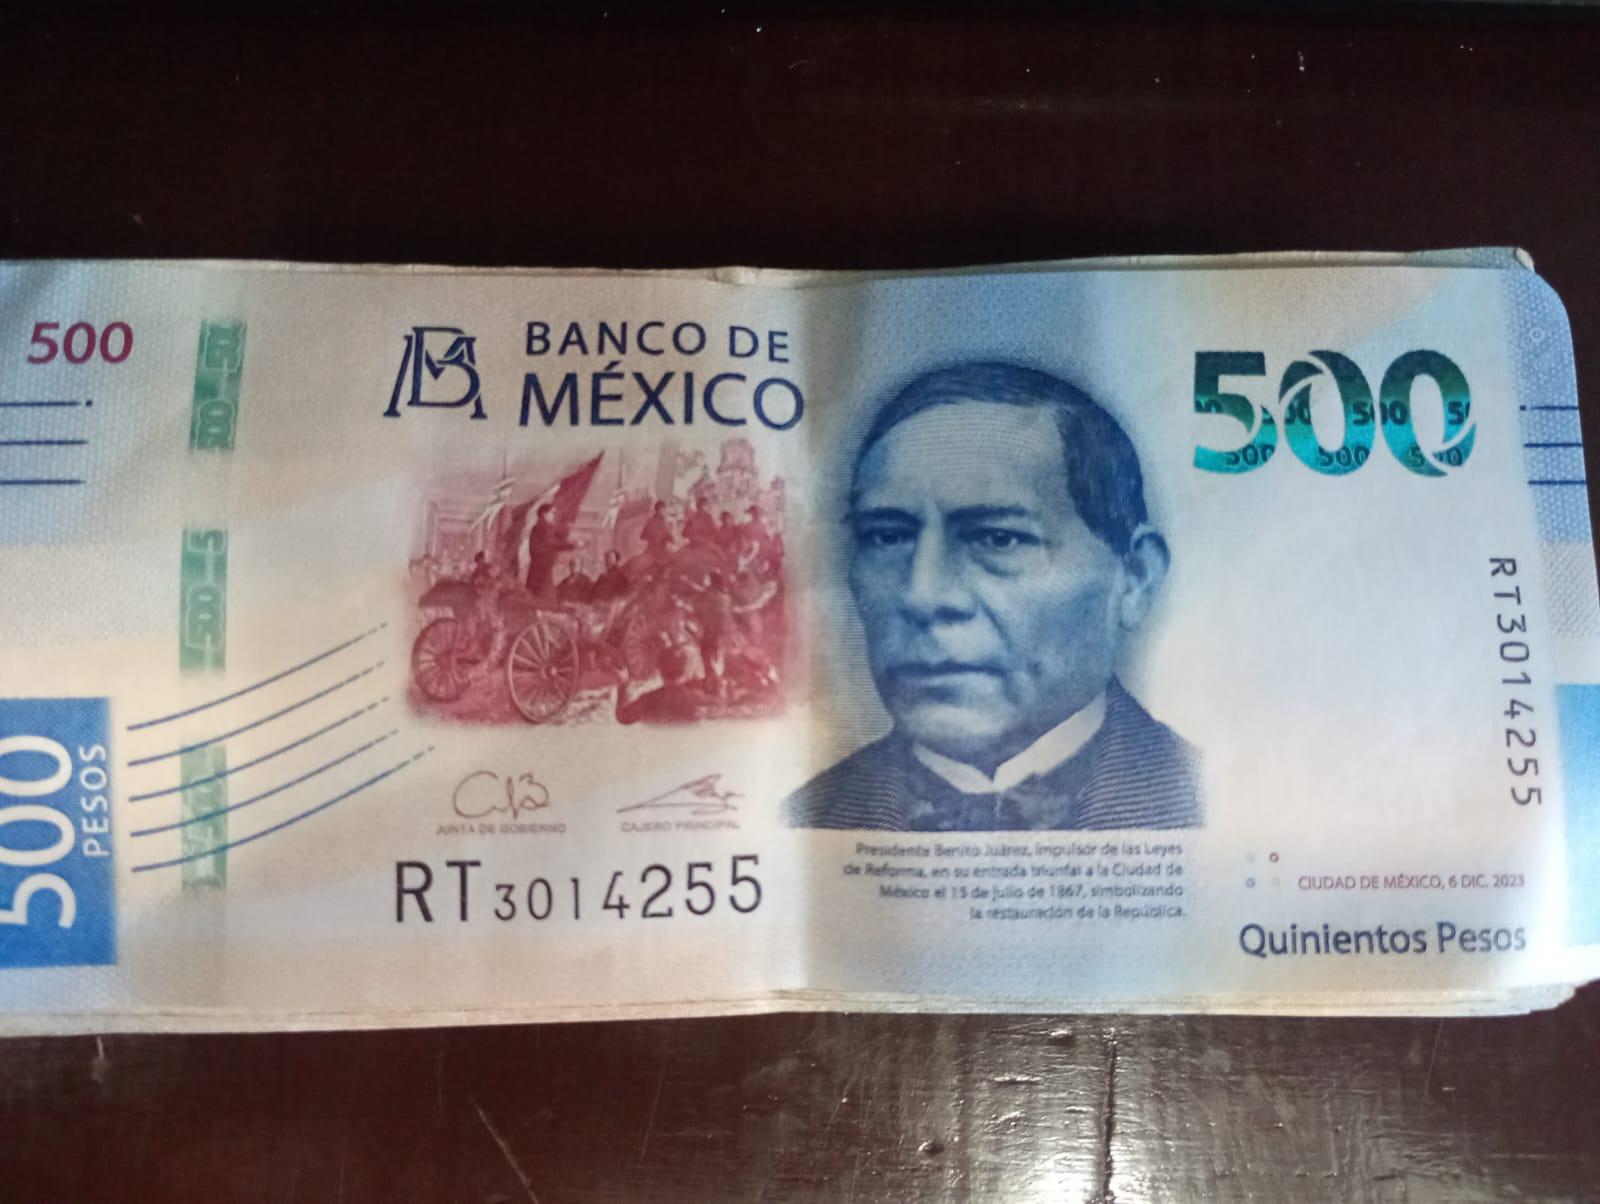 500
BANCO DE
MÉXICO
500
RT3014255
500
PESOS
JUNTA DE GOBIERNO
CAJERO PRINCIPAL
RT3014255
Presidente Benito Juárez, impulsor de las Leyes
de Reforma, en su entrada triunfal a la Ciudad de
México el 15 de julio de 1867, simbolizando
la restauración de la República.
CIUDAD DE MÉXICO, 6 DIC. 2023
Quinientos Pesos